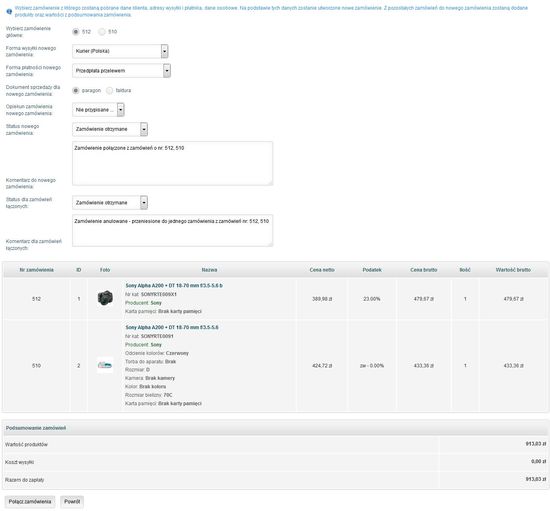 Wybierz zamówienie z którego zostaną pobrane dane klienta, adresy wysyłki i płatnika, dane osobowe. Na podstawie tych danych zostanie utworzone nowe zamówienie. Z pozostałych zamówień do nowego zamówienia zostaną dodane
produkty oraz wartości z podsumowania zamówienia.
Wybierz zamówienie
główne:
512
510
Forma wysyłki nowego
zamówienia:
Kurier (Polska)
Forma płatności nowego
zamówienia:
Przedpłata przelewem
Dokument sprzedaży dla
nowego zamówienia:
paragon
faktura
Opiekun zamówienia
nowego zamówienia:
Nie przypisane ...
Status nowego
zamówienia:
Zamówienie otrzymane
Zamówienie połączone z zamówień o nr: 512, 510
Komentarz do nowego
zamówienia:
Status dla zamówień
łączonych:
Zamówienie otrzymane
Zamówienie anulowane - przeniesione do jednego zamówienia z zamówień nr: 512, 510
Komentarz dla zamówień
łączonych:
Nr zamówienia ID Foto Nazwa Cena netto Podatek Cena brutto Ilość Wartość brutto
Sony Alpha A200 + DT 18-70 mm f/3.5-5.6 b
Nr kat:
Producent: Sony
Karta pamięci: Brak karty pamięci
512 1 389,98 zł 23.00% 479,67 zł 1 479,67 zł
Sony Alpha A200 + DT 18-70 mm f/3.5-5.6
Nr kat:
Producent: Sony
Odcienie kolorów: Czerwony
Torba do aparatu: Brak
Rozmiar: D
Kamera: Brak kamery
Kolor: Brak koloru
Rozmiar bielizny: 70C
Karta pamięci: Brak karty pamięci
510 2 424,72 zł zw - 0.00% 433,36 zł 1 433,36 zł
Podsumowanie zamówień
Wartość produktów 913,03 zł
Koszt wysyłki 0,00 zł
Razem do zapłaty 913,03 zł
Połącz zamówienia
Powrót